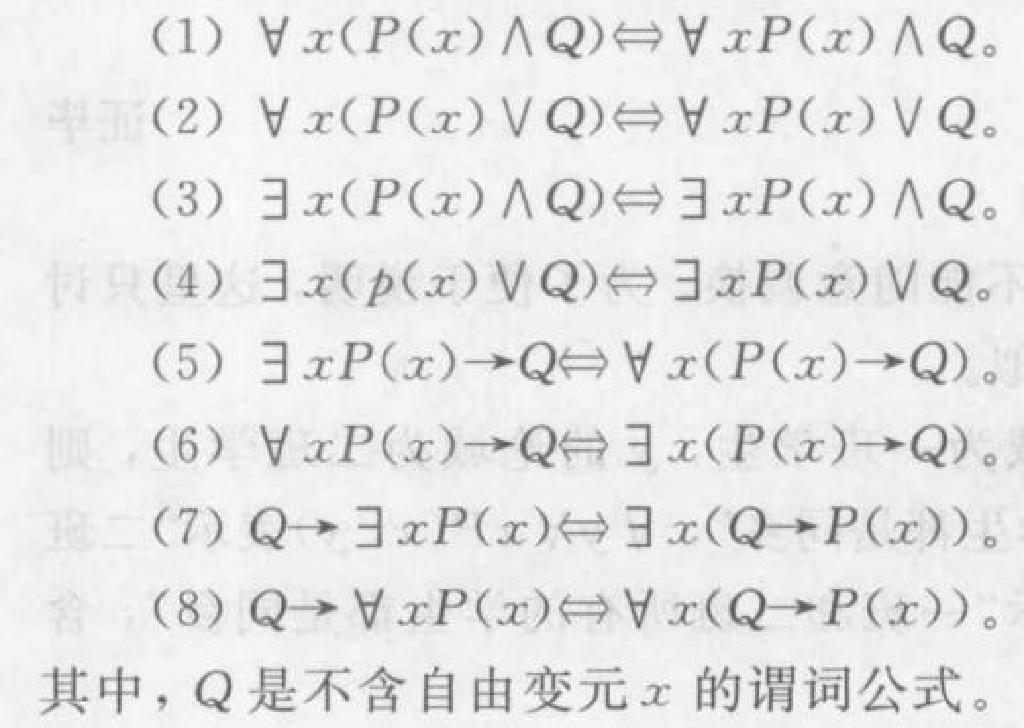 (1) ∀x(P(x)∧Q)⇔∀xP(x)∧Q。
(2) ∀x(P(x)∨Q)⇔∀xP(x)∨Q。
(3) ∃x(P(x)∧Q)⇔∃xP(x)∧Q。
(4) ∃x(p(x)∨Q)⇔∃xP(x)∨Q。
(5) ∃xP(x)→Q⇔∀x(P(x)→Q)。
(6) ∀xP(x)→Q⇔∃x(P(x)→Q)。
(7) Q→∃xP(x)⇔∃x(Q→P(x))。
(8) Q→∀xP(x)⇔∀x(Q→P(x))。
其中,Q是不含自由变元x的谓词公式。